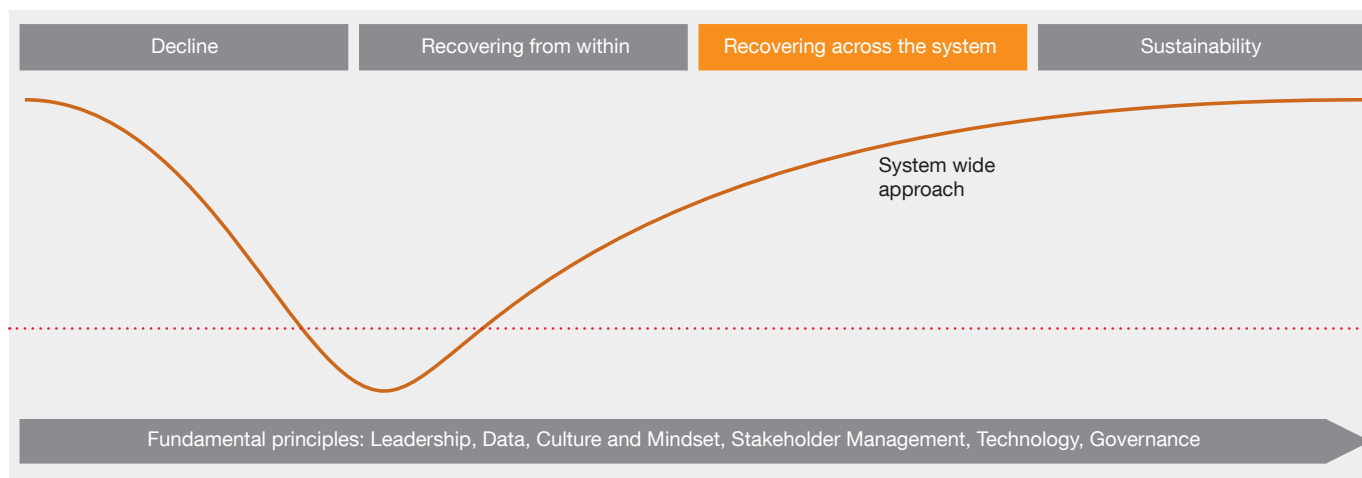 Decline
Recovering from within
Recovering across the system
Sustainability
System wide
approach
Fundamental principles: Leadership, Data, Culture and Mindset, Stakeholder Management, Technology, Governance